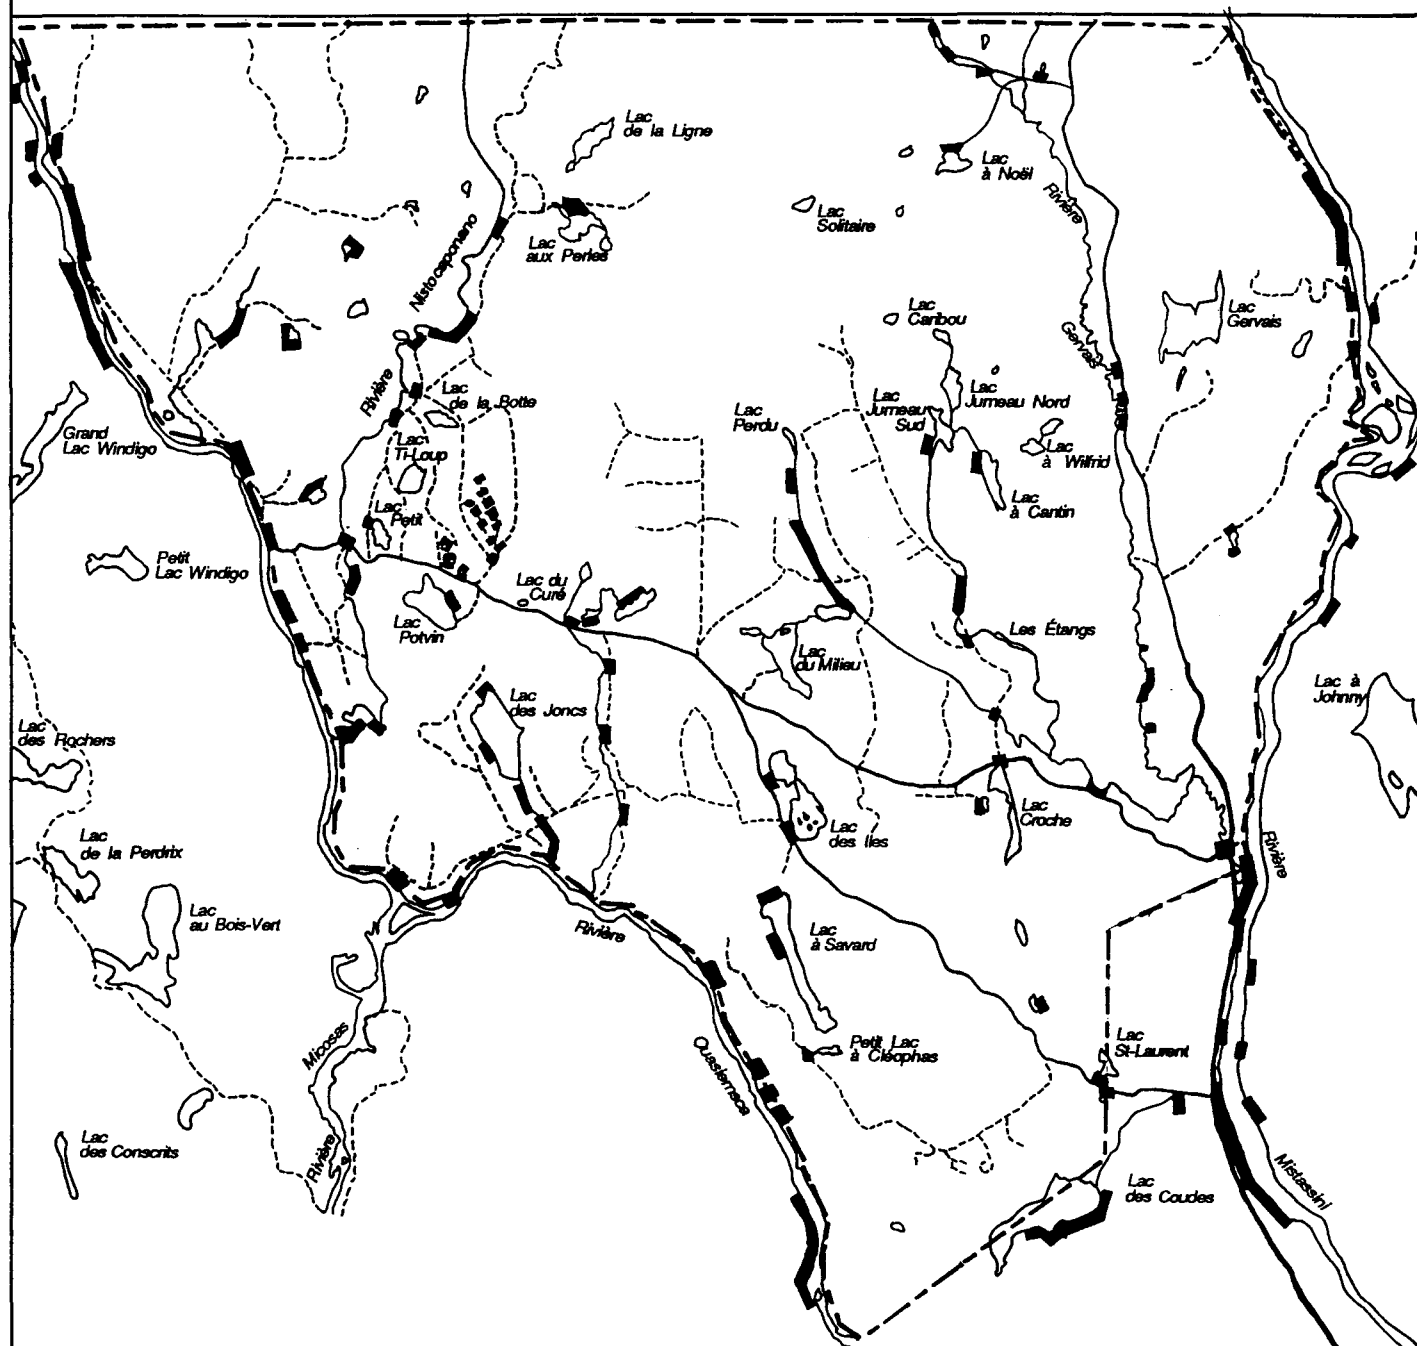 Lac
de la Ligne
Lac
à Noël
Rivière
Lac
Solitaire
Lac
aux Perles
Nistocaponano
Lac
Caribou
Lac
Gervais
Gervais
Rivière
Lac
de la Botte
Lac
Jumeau
Sud
Lac
Jumeau Nord
Lac
Perdu
Grand
Lac Windigo
Lac
Ti-Loup
Lac
à Wilfrid
Lac
à Cantin
Lac
Petit
Petit
Lac Windigo
Lac du
Curé
Lac
Potvin
Les Étangs
Lac
du Milieu
Lac à
Johnny
Lac
des Joncs
Lac
des Rochers
Lac
Croche
Lac
des Iles
Lac
de la Perdrix
Rivière
Lac
au Bois-Vert
Rivière
Lac
à Savard
Micosas
Ouasiemsca
Petit Lac
à Cléophas
Lac
St-Laurent
Lac
des Conscrits
Rivière
Mistassini
Lac
des Coudes